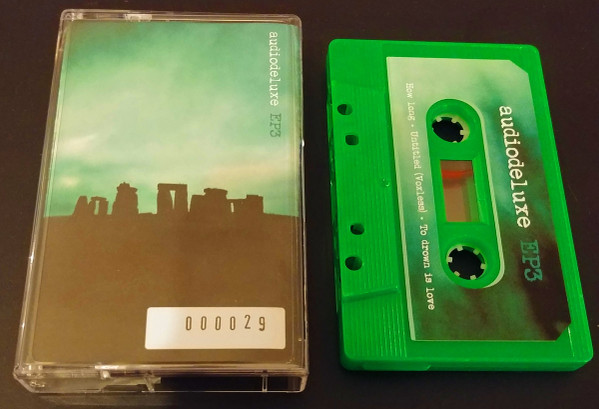 audiodeluxe EP3
000029
audiodeluxe EP3
How long • Untitled (Voxless) • To drown is love